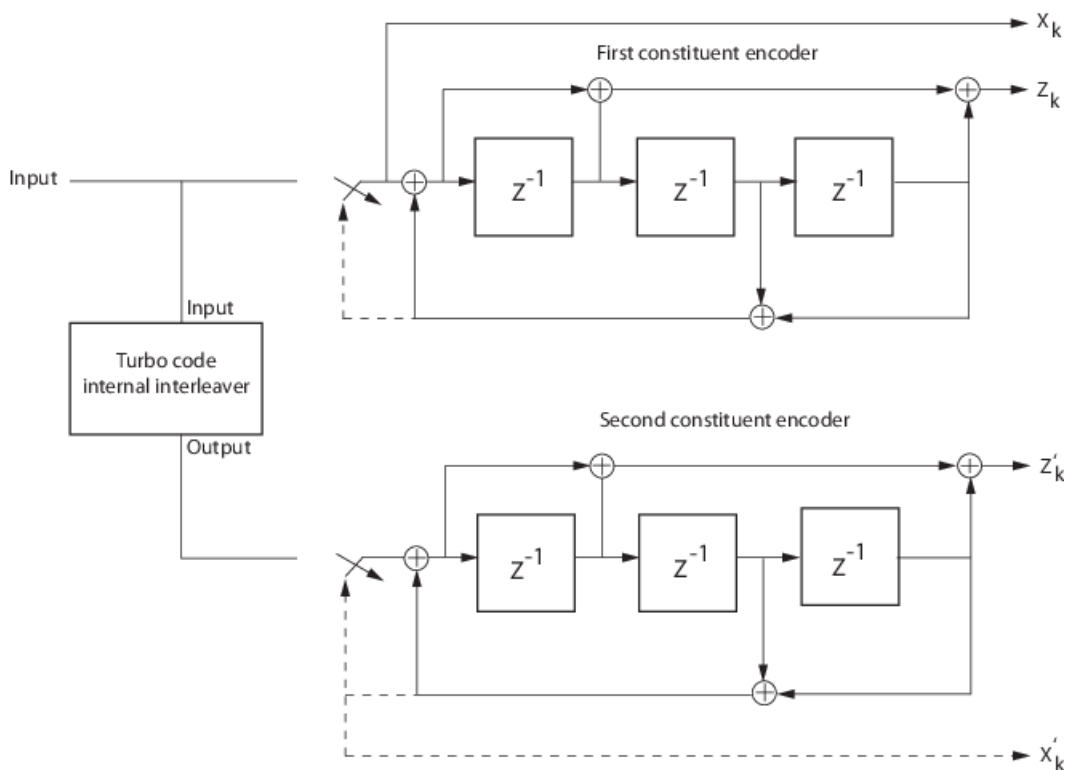 X_k
First constituent encoder
Z_k
Input
Z^-1
Z^-1
Z^-1
Input
Turbo code
internal interleaver
Output
Second constituent encoder
Z'_k
Z^-1
Z^-1
Z^-1
X'_k